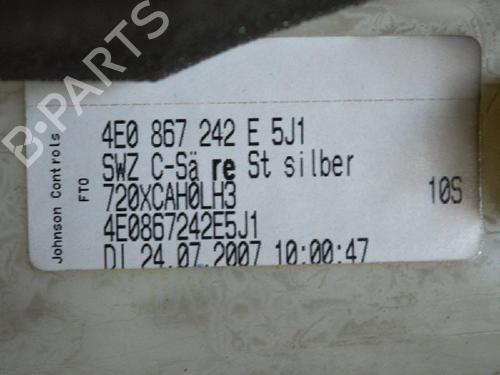 B-PARTS
Johnson Controls
FTO
4E0 867 242 E 5J1
SWZ C-Sä re St silber
720XCAH0LH3 10S
4E0867242E5J1
DI 24.07.2007 10:00:47